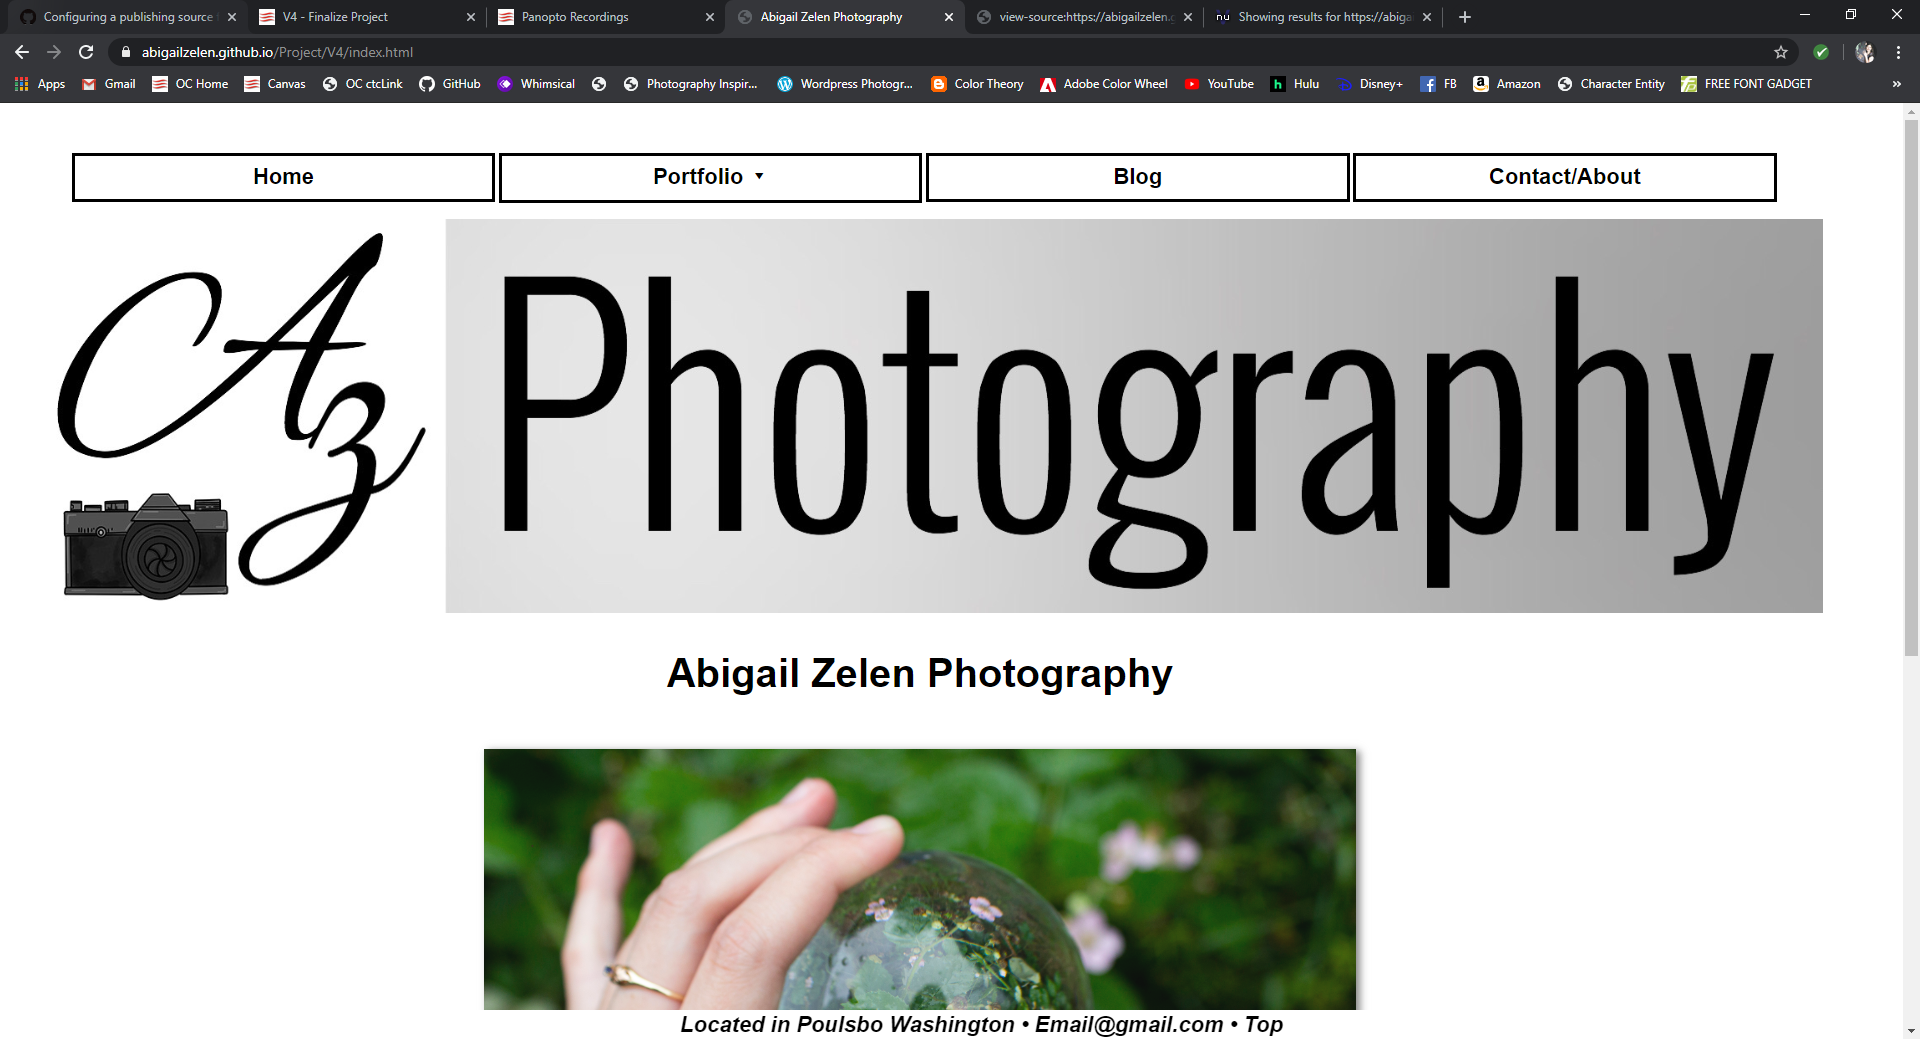 Configuring a publishing source
V4 - Finalize Project
Panopto Recordings
Abigail Zelen Photography
view-source:https://abigailzelen.g
Showing results for https://abiga
abigailzelen.github.io/Project/V4/index.html
Apps Gmail OC Home Canvas OC ctcLink GitHub Whimsical Photography Inspir... Wordpress Photogr... Color Theory Adobe Color Wheel YouTube Hulu Disney+ FB Amazon Character Entity FREE FONT GADGET »
Home Portfolio Blog Contact/About
AZ Photography
Abigail Zelen Photography
Located in Poulsbo Washington • Email@gmail.com • Top